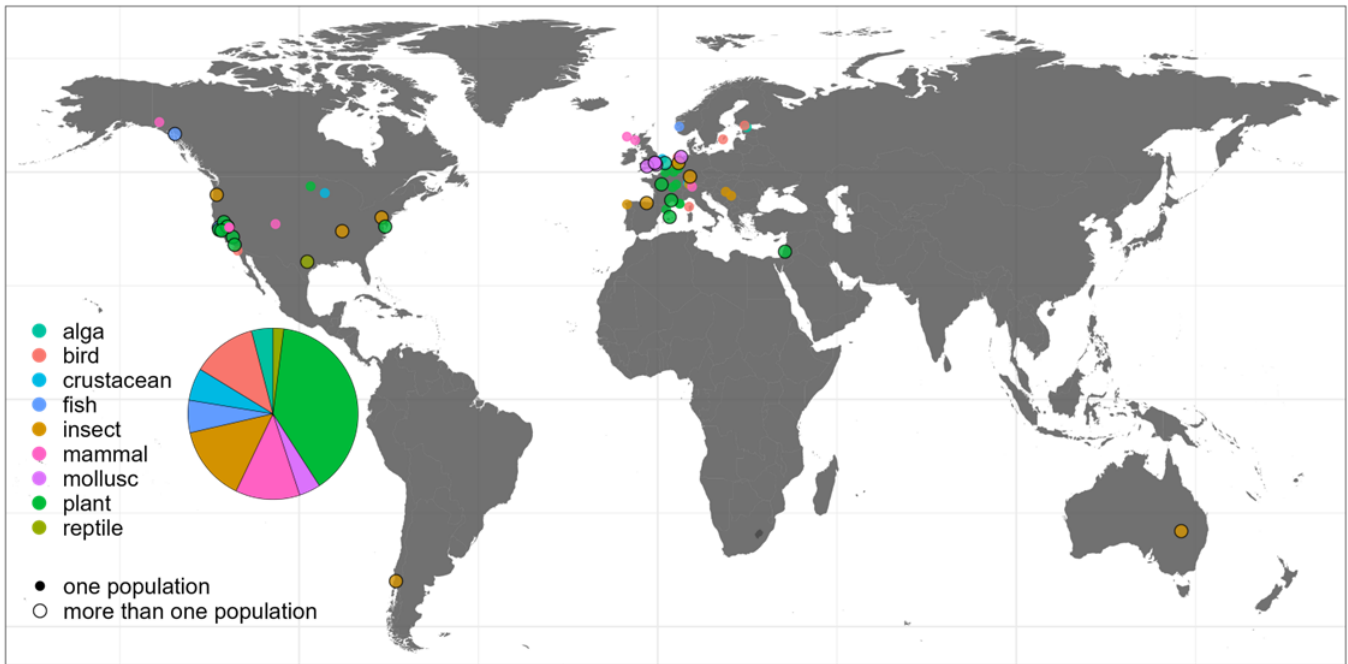 alga
bird
crustacean
fish
insect
mammal
mollusc
plant
reptile
one population
more than one population